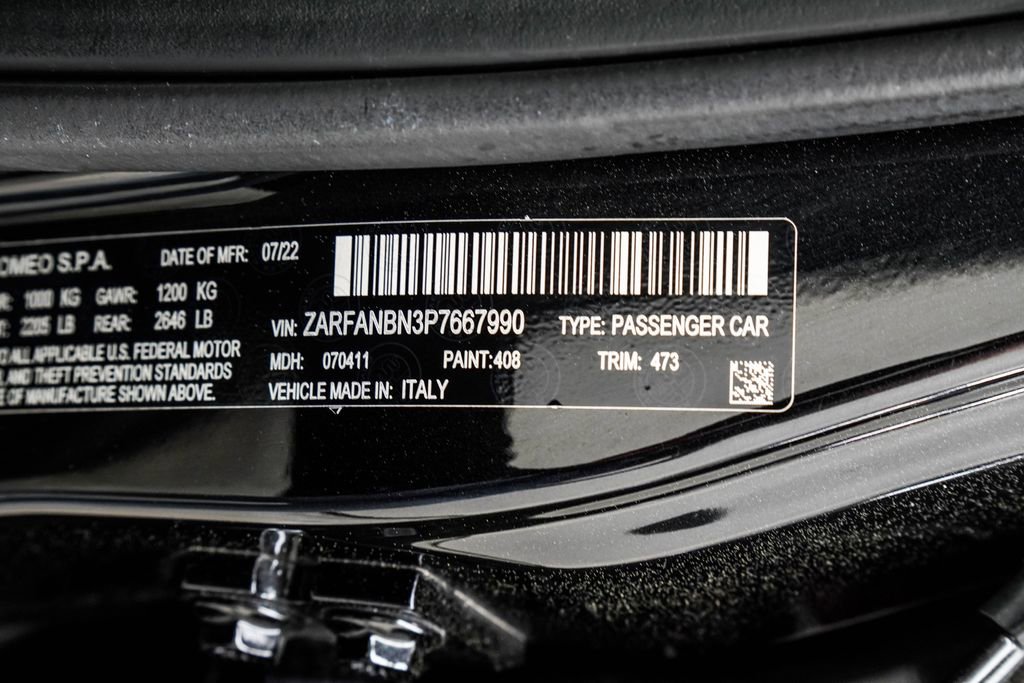 OMEO S.P.A. DATE OF MFR: 07/22
R: 1000 KG GAWR: 1200 KG
2205 LB REAR: 2646 LB
VIN: ZARFANBN3P7667990 TYPE: PASSENGER CAR
TO ALL APPLICABLE U.S. FEDERAL MOTOR
MDH: 070411 PAINT:408 TRIM: 473
AND THEFT PREVENTION STANDARDS
E OF MANUFACTURE SHOWN ABOVE.
VEHICLE MADE IN: ITALY